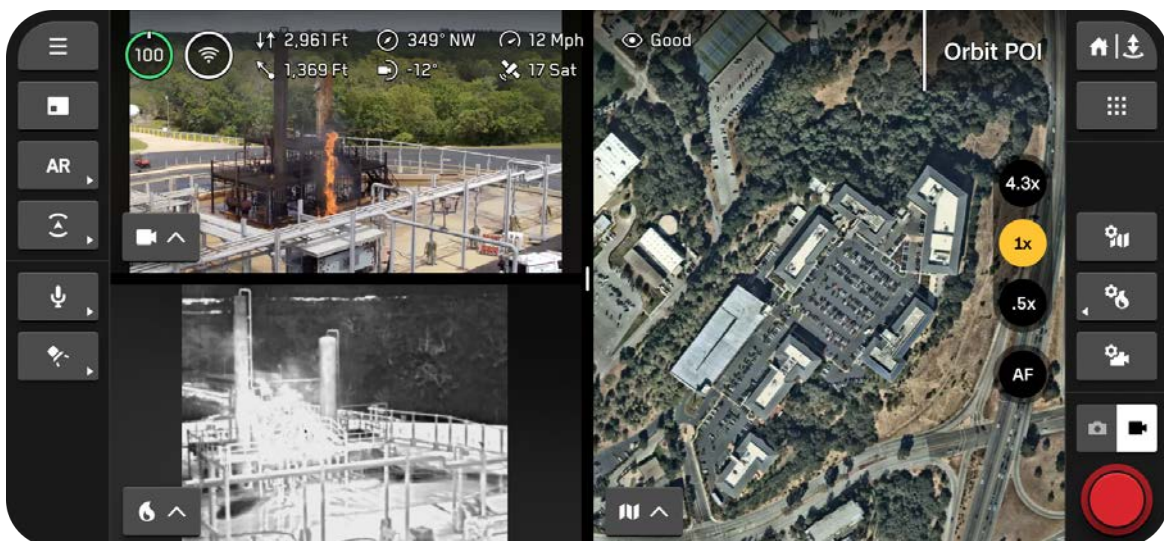 100
2,961 Ft
349° NW
12 Mph
1,369 Ft
-12°
17 Sat
Good
Orbit POI
AR
4.3x
1x
.5x
AF